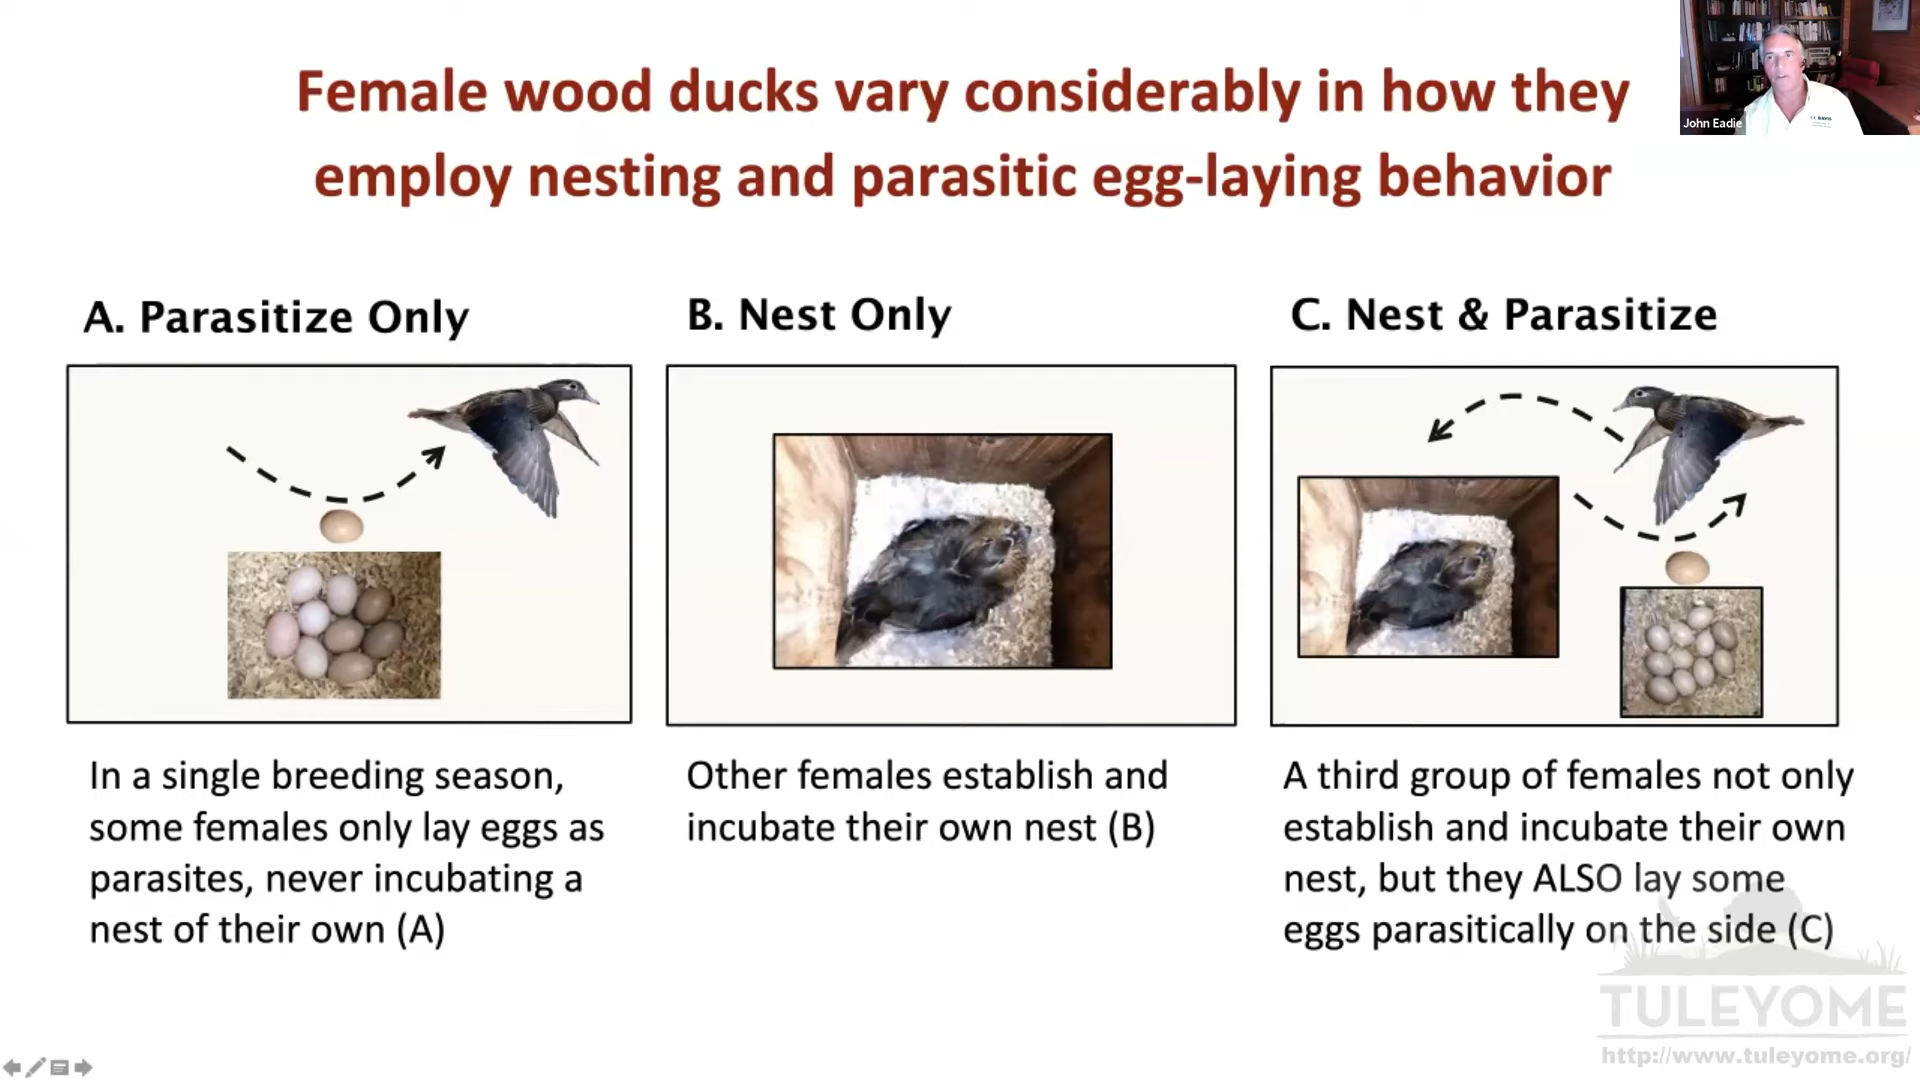 Female wood ducks vary considerably in how they
employ nesting and parasitic egg-laying behavior
John Eadie
A. Parasitize Only
B. Nest Only
C. Nest & Parasitize
In a single breeding season,
some females only lay eggs as
parasites, never incubating a
nest of their own (A)
Other females establish and
incubate their own nest (B)
A third group of females not only
establish and incubate their own
nest, but they ALSO lay some
eggs parasitically on the side (C)
TULEYOME
http://www.tuleyome.org/